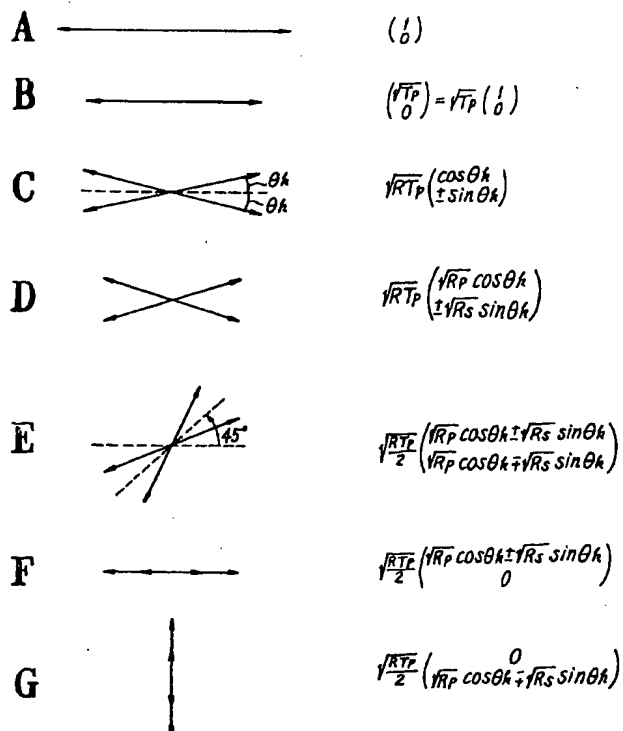 A (1 0)
B (√Tp 0) = √Tp (1 0)
C θk θk √RTp (cosθk ±sinθk)
D √RTp (√Rp cosθk ±√Rs sinθk)
E 45° √RTp/2 (√Rp cosθk±√Rs sinθk √Rp cosθk∓√Rs sinθk)
F √RTp/2 (√Rp cosθk±√Rs sinθk 0)
G √RTp/2 (0 √Rp cosθk∓√Rs sinθk)